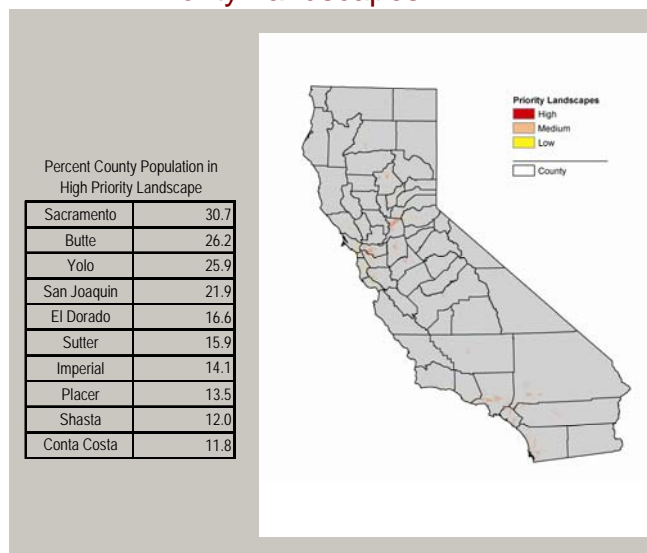 Percent County Population in
High Priority Landscape
Sacramento 30.7
Butte 26.2
Yolo 25.9
San Joaquin 21.9
El Dorado 16.6
Sutter 15.9
Imperial 14.1
Placer 13.5
Shasta 12.0
Conta Costa 11.8
Priority Landscapes
High
Medium
Low
County